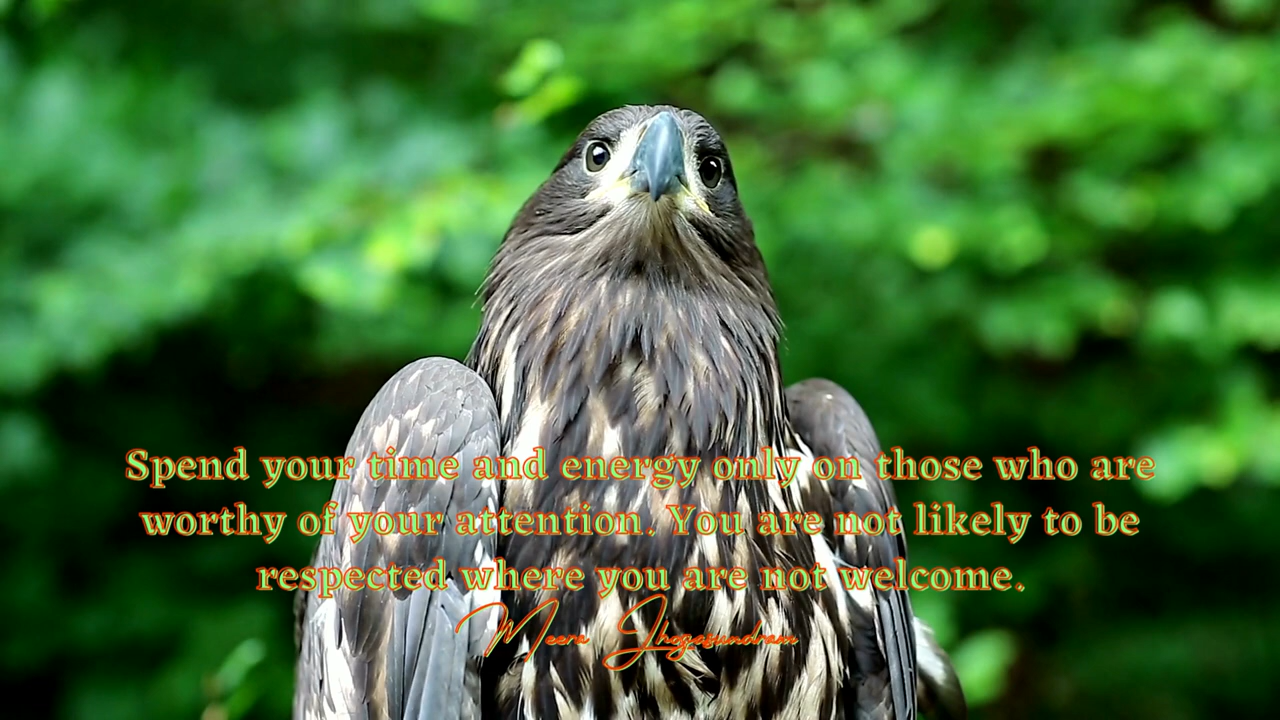 Spend your time and energy only on those who are
worthy of your attention. You are not likely to be
respected where you are not welcome.
Meera Jhogasundram